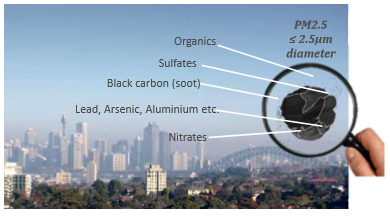 PM2.5
≤ 2.5µm
diameter
Organics
Sulfates
Black carbon (soot)
Lead, Arsenic, Aluminium etc.
Nitrates